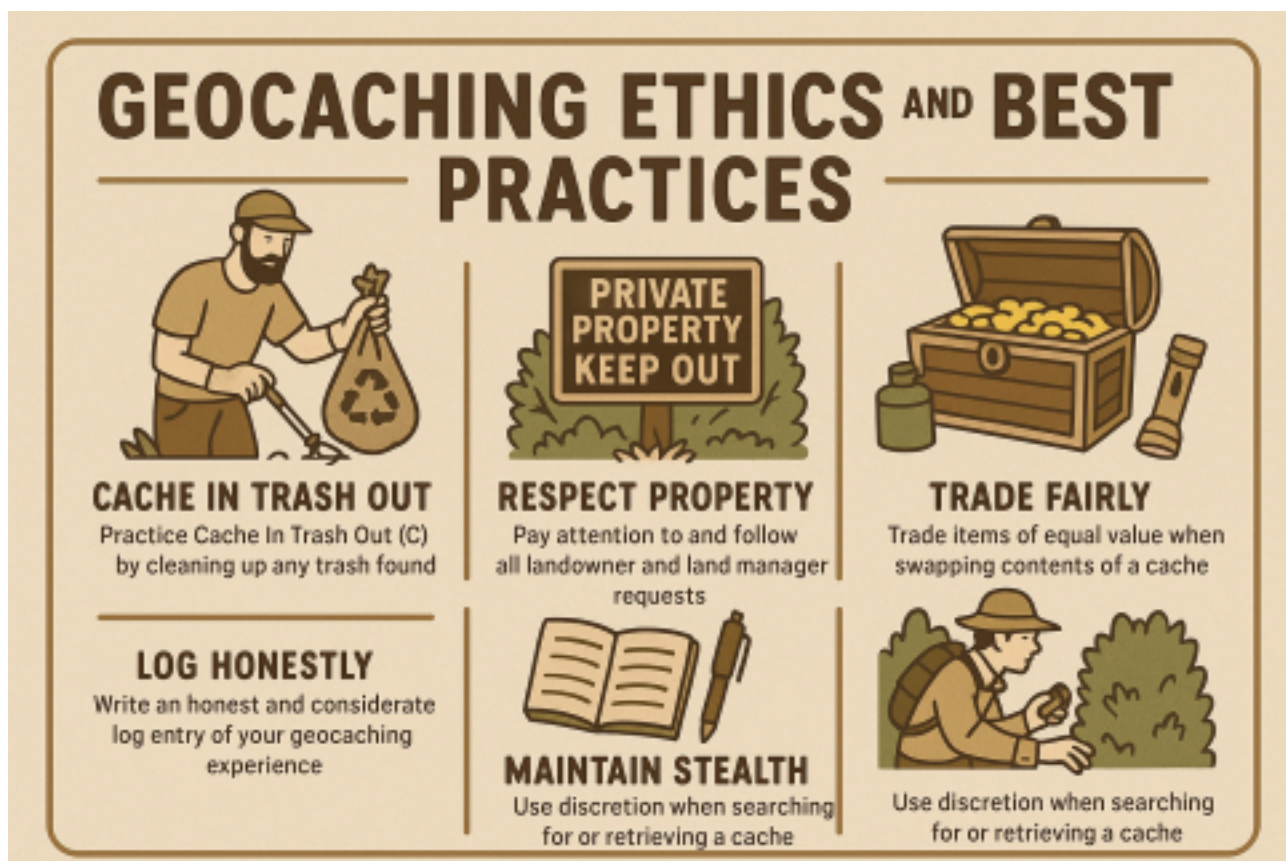 GEOCACHING ETHICS AND BEST
PRACTICES
PRIVATE
PROPERTY
KEEP OUT
CACHE IN TRASH OUT
Practice Cache In Trash Out (C)
by cleaning up any trash found
RESPECT PROPERTY
Pay attention to and follow
all landowner and land manager
requests
TRADE FAIRLY
Trade items of equal value when
swapping contents of a cache
LOG HONESTLY
Write an honest and considerate
log entry of your geocaching
experience
MAINTAIN STEALTH
Use discretion when searching
for or retrieving a cache
Use discretion when searching
for or retrieving a cache